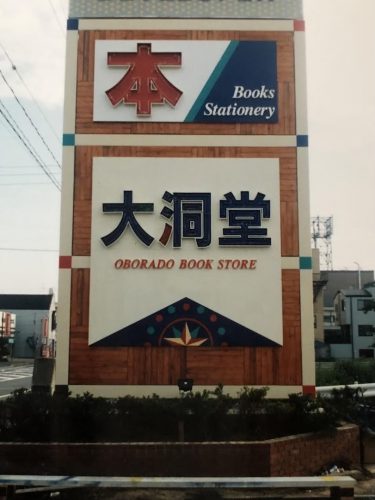 本
Books
Stationery
大洞堂
OBORADO BOOK STORE